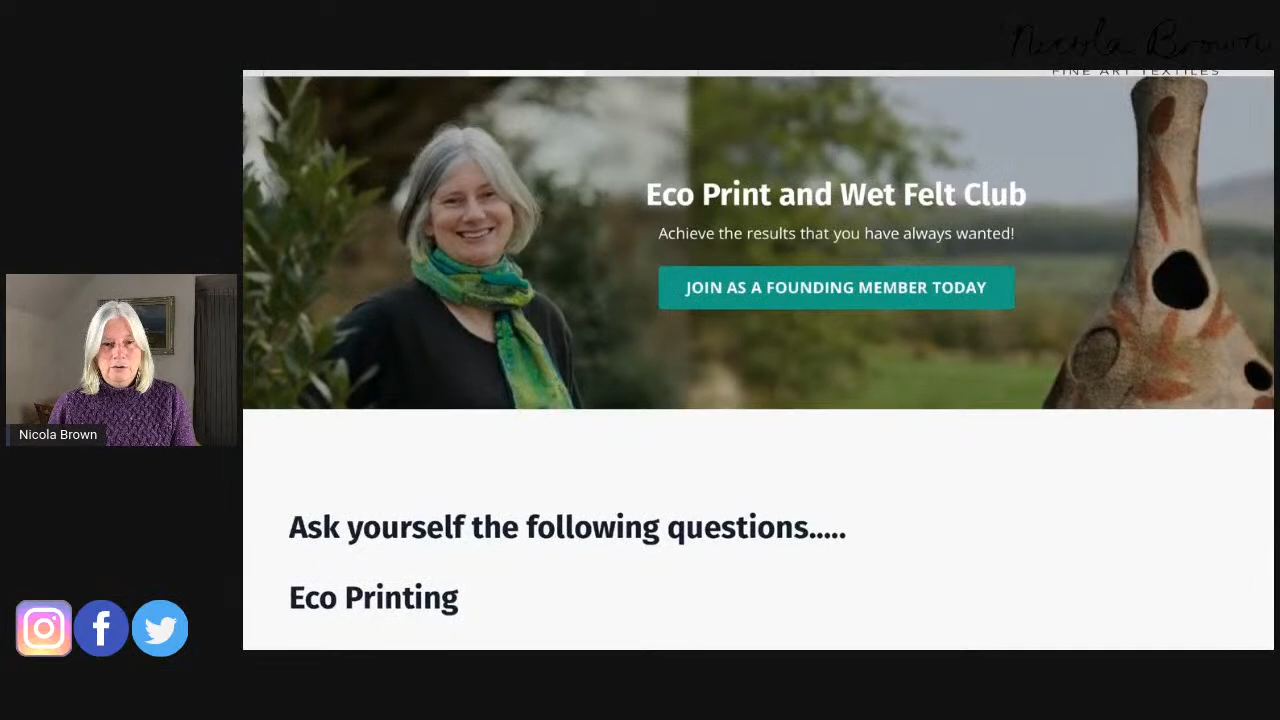 Nicola Brown
FINE ART TEXTILES
Eco Print and Wet Felt Club
Achieve the results that you have always wanted!
JOIN AS A FOUNDING MEMBER TODAY
Nicola Brown
Ask yourself the following questions.....
Eco Printing